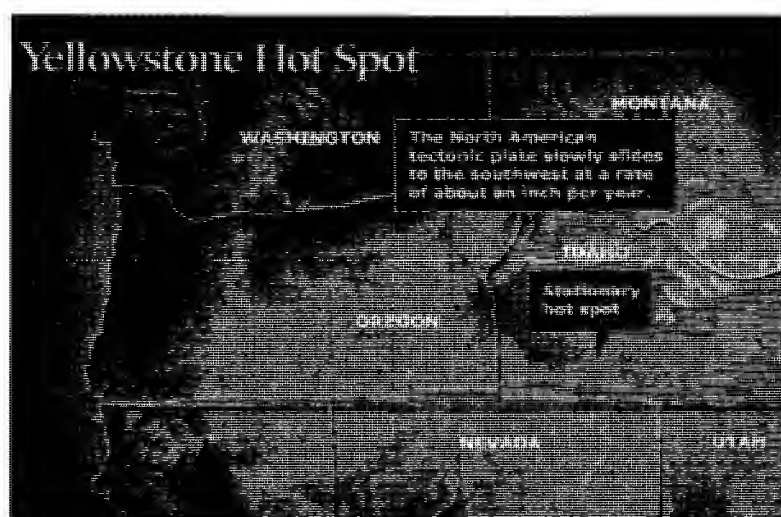 Yellowstone Hot Spot
MONTANA
WASHINGTON
The North American
tectonic plate slowly slides
to the southwest at a rate
of about an inch per year.
IDAHO
Stationary
hot spot
OREGON
NEVADA
UTAH